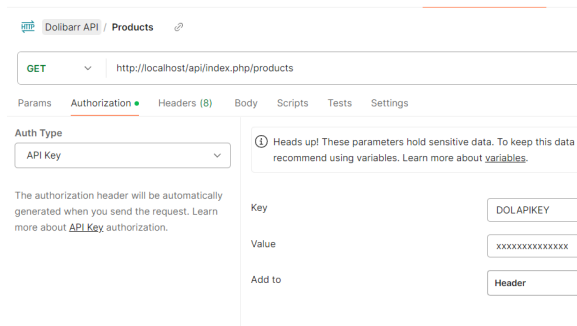 HTTP Dolibarr API / Products
GET http://localhost/api/index.php/products
Params Authorization Headers (8) Body Scripts Tests Settings
Auth Type
API Key
The authorization header will be automatically
generated when you send the request. Learn
more about API Key authorization.
Heads up! These parameters hold sensitive data. To keep this data
recommend using variables. Learn more about variables.
Key DOLAPIKEY
Value xxxxxxxxxxxxxx
Add to Header